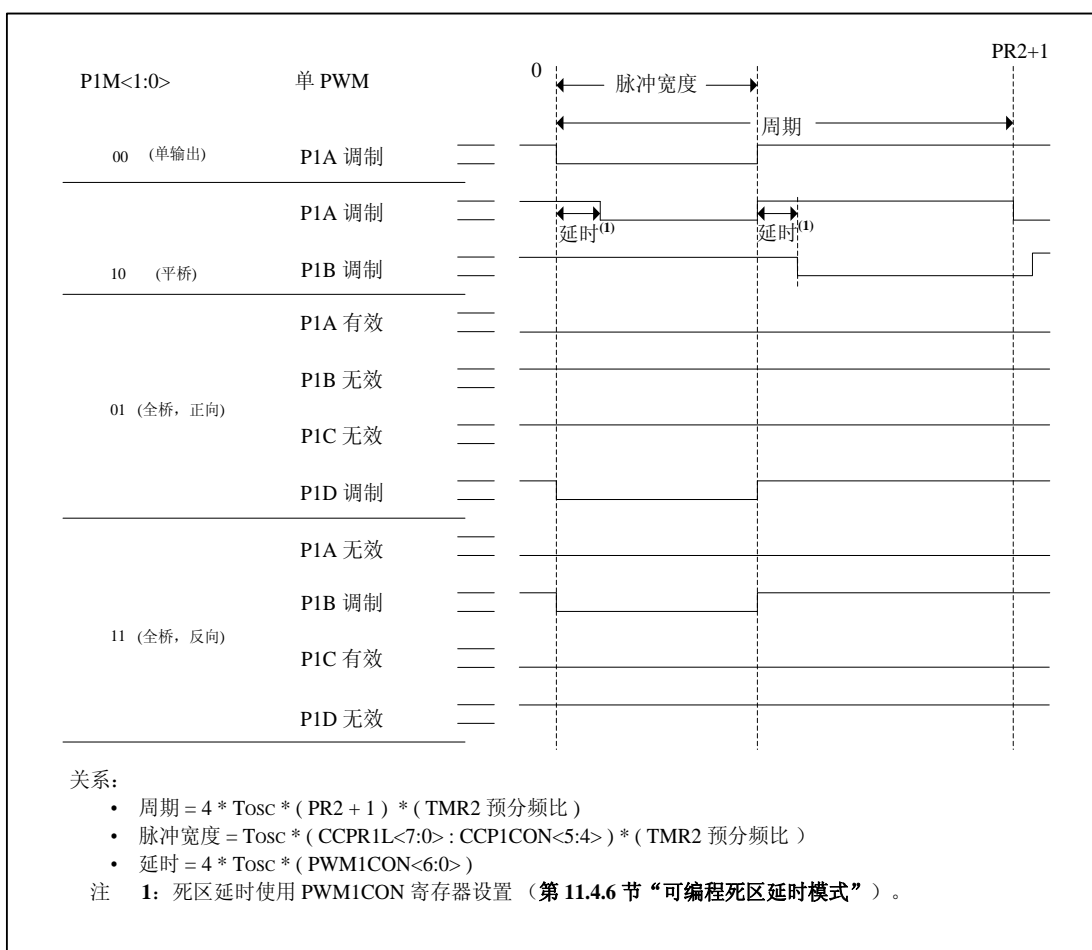 P1M<1:0> 单 PWM 0 PR2+1
脉冲宽度
周期
00 (单输出) P1A 调制
P1A 调制
延时(1) 延时(1)
10 (平桥) P1B 调制
P1A 有效
P1B 无效
01 (全桥，正向)
P1C 无效
P1D 调制
P1A 无效
P1B 调制
11 (全桥，反向)
P1C 有效
P1D 无效
关系：
• 周期 = 4 * TOSC * ( PR2 + 1 ) * ( TMR2 预分频比 )
• 脉冲宽度 = TOSC * ( CCPR1L<7:0> : CCP1CON<5:4> ) * ( TMR2 预分频比 ）
• 延时 = 4 * TOSC * ( PWM1CON<6:0> )
注 1：死区延时使用 PWM1CON 寄存器设置 （第 11.4.6 节“可编程死区延时模式”）。